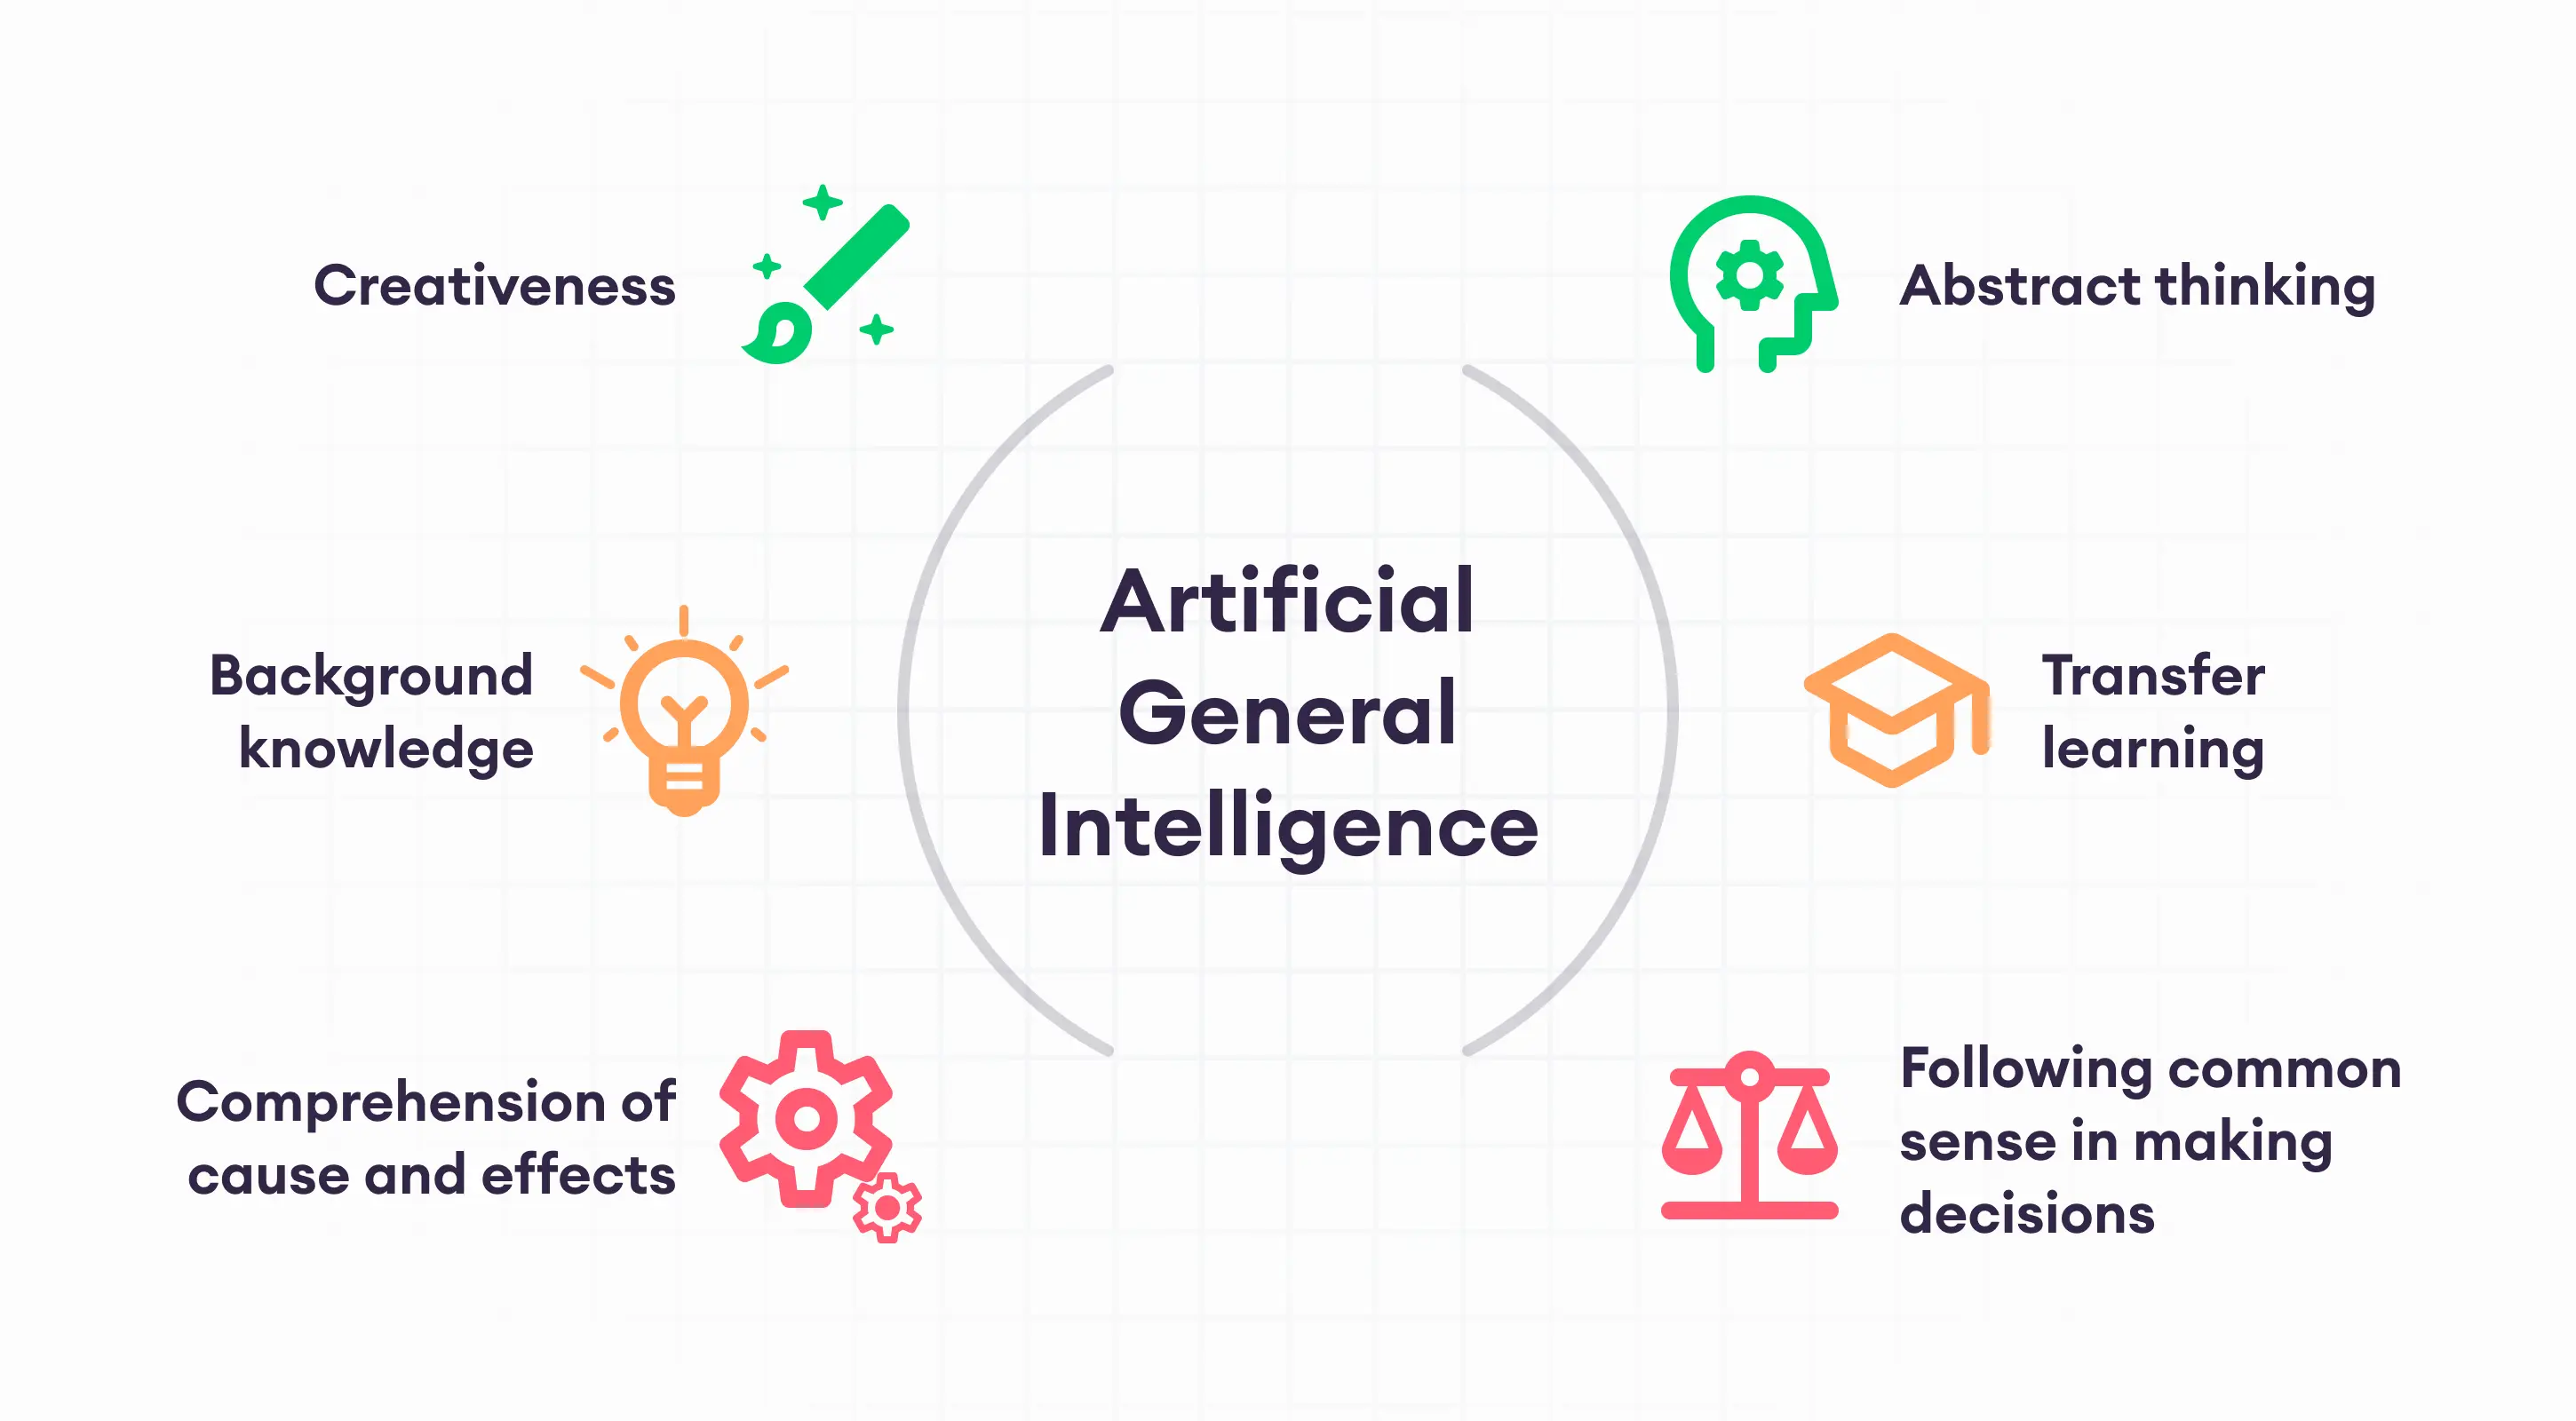 Creativeness
Abstract thinking
Background
knowledge
Artificial
General
Intelligence
Transfer
learning
Comprehension of
cause and effects
Following common
sense in making
decisions